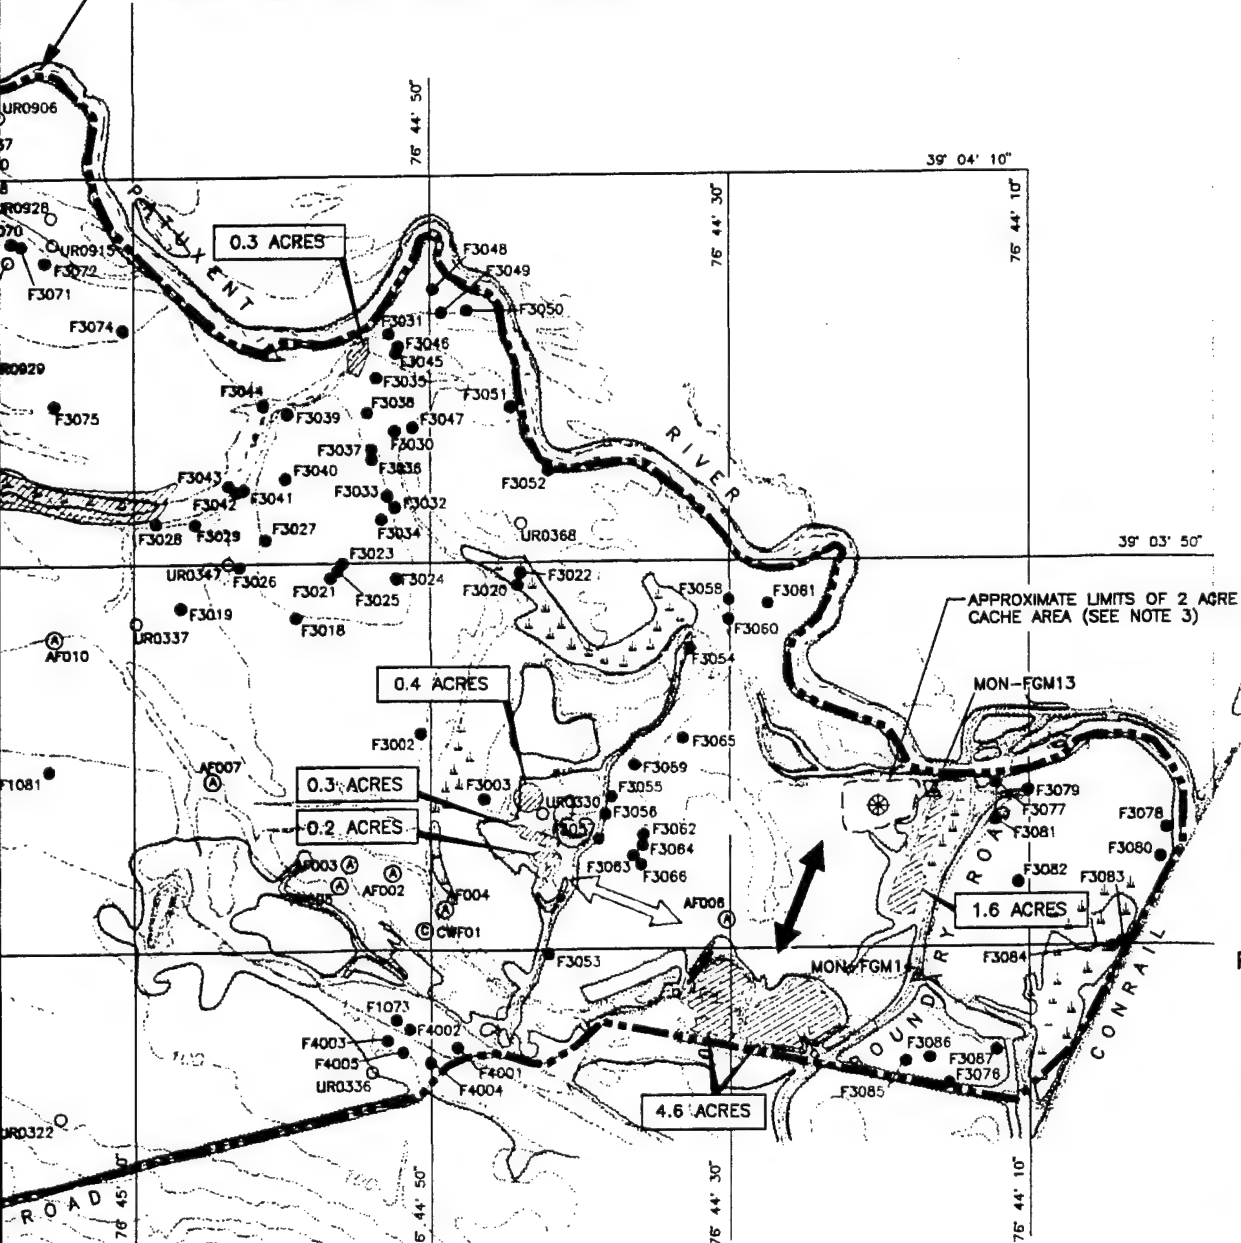 UR0906
76° 44' 50"
39° 04' 10"
76° 44' 30"
76° 44' 10"
PATUXENT
UR0915
F3072
F3071
F3074
0.3 ACRES
F3048
F3049
F3050
F3031
F3046
F3045
F3035
F3044
F3039
F3038
F3047
F3051
F3075
F3030
F3037
F3036
F3052
RIVER
F3043
F3040
F3042
F3041
F3033
F3032
F3034
F3028
F3029
F3027
UR0368
39° 03' 50"
UR0347
F3026
F3023
F3021
F3025
F3024
F3022
F3020
F3058
F3081
F3060
APPROXIMATE LIMITS OF 2 ACRE
CACHE AREA (SEE NOTE 3)
F3019
UR0337
F3018
F3054
A
AF010
0.4 ACRES
MON-FGM13
F3002
F3065
F3059
F1081
AF007
A
0.3 ACRES
F3003
UR0330
F3055
F3056
F3079
F3077
F3081
F3078
0.2 ACRES
F3062
F3064
F3063
F3066
F3080
AF003
A
A
AF002
A
AF004
A
C CWF01
AF008
A
F3082
F3083
1.6 ACRES
F3084
F3053
BOUNDARY ROAD
CONRAIL
F1073
F4002
F4003
F4005
UR0336
F4001
F4004
F3086
F3087
F3076
F3085
4.6 ACRES
100
100
ROAD
76° 44' 50"
76° 44' 30"
76° 44' 10"